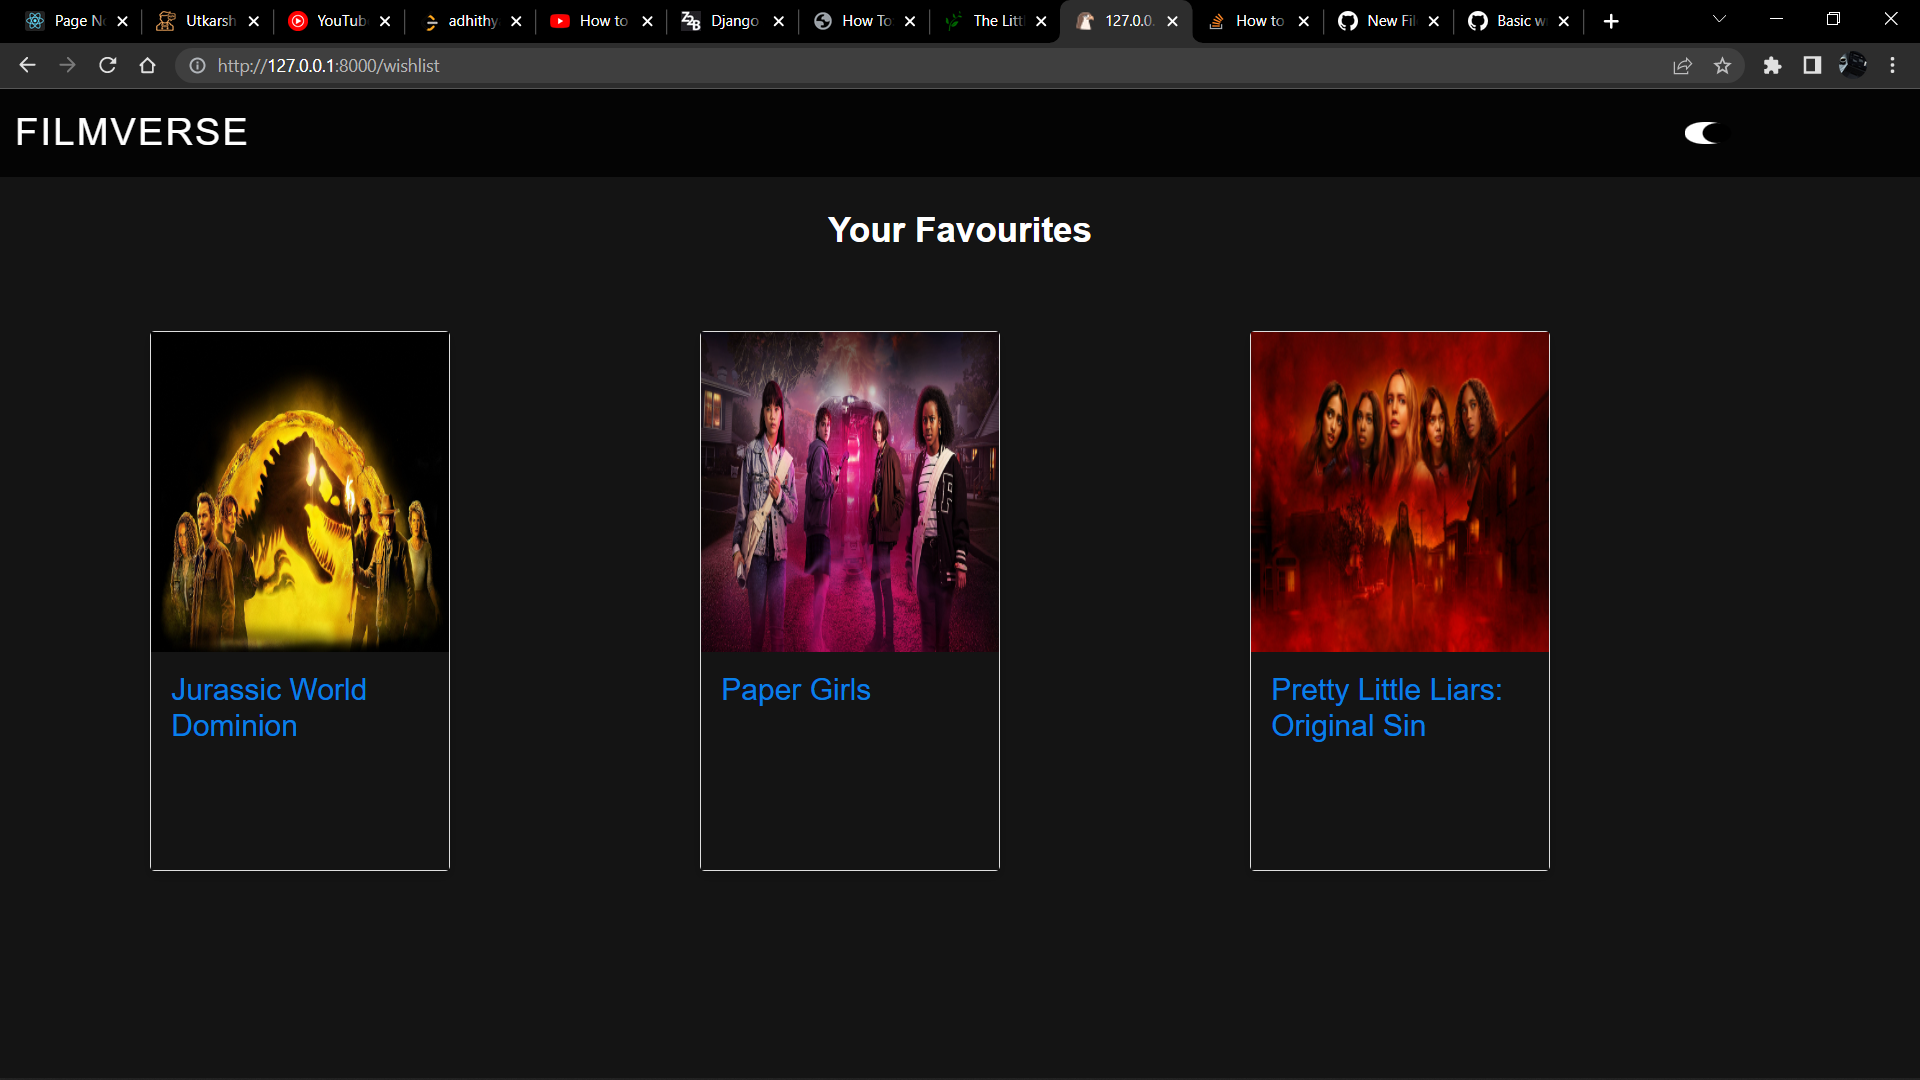 Page N
Utkarsh
YouTub
adhithy
How to
Django
How To
The Litt
127.0.0.
How to
New Fil
Basic w
http://127.0.0.1:8000/wishlist
FILMVERSE
Your Favourites
Jurassic World
Dominion
Paper Girls
Pretty Little Liars:
Original Sin